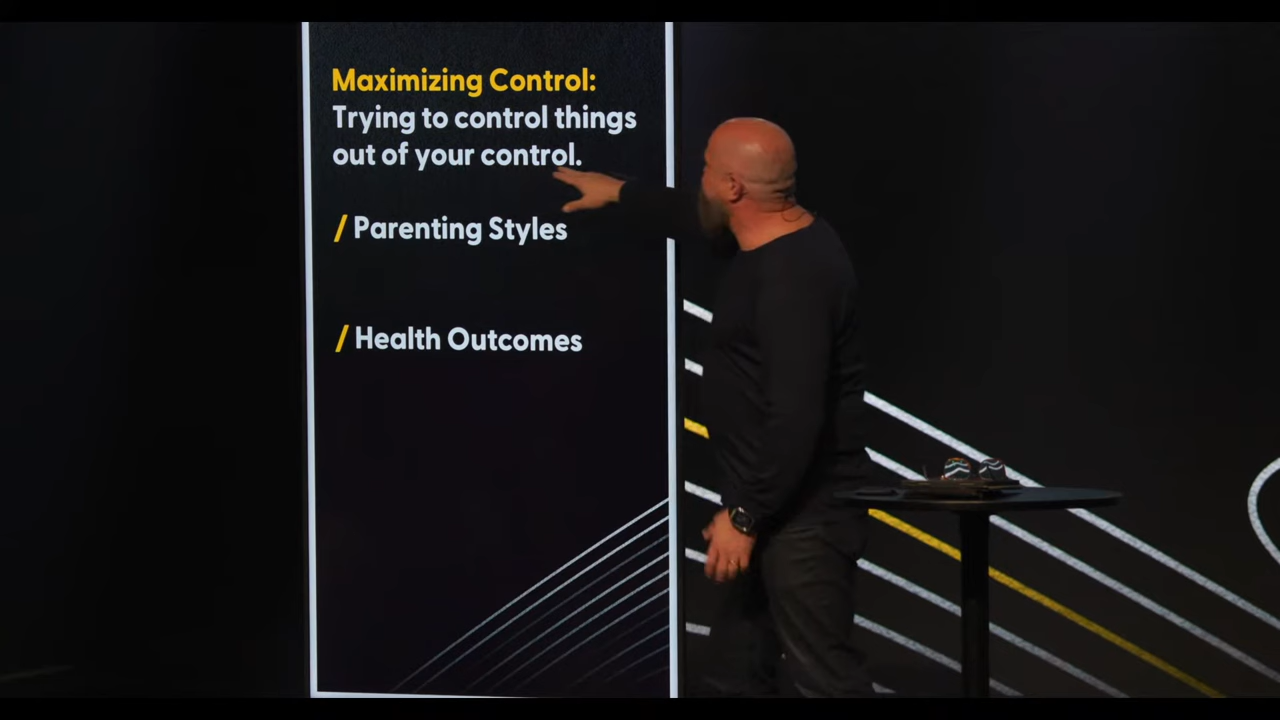 Maximizing Control:
Trying to control things
out of your control.
/ Parenting Styles
/ Health Outcomes